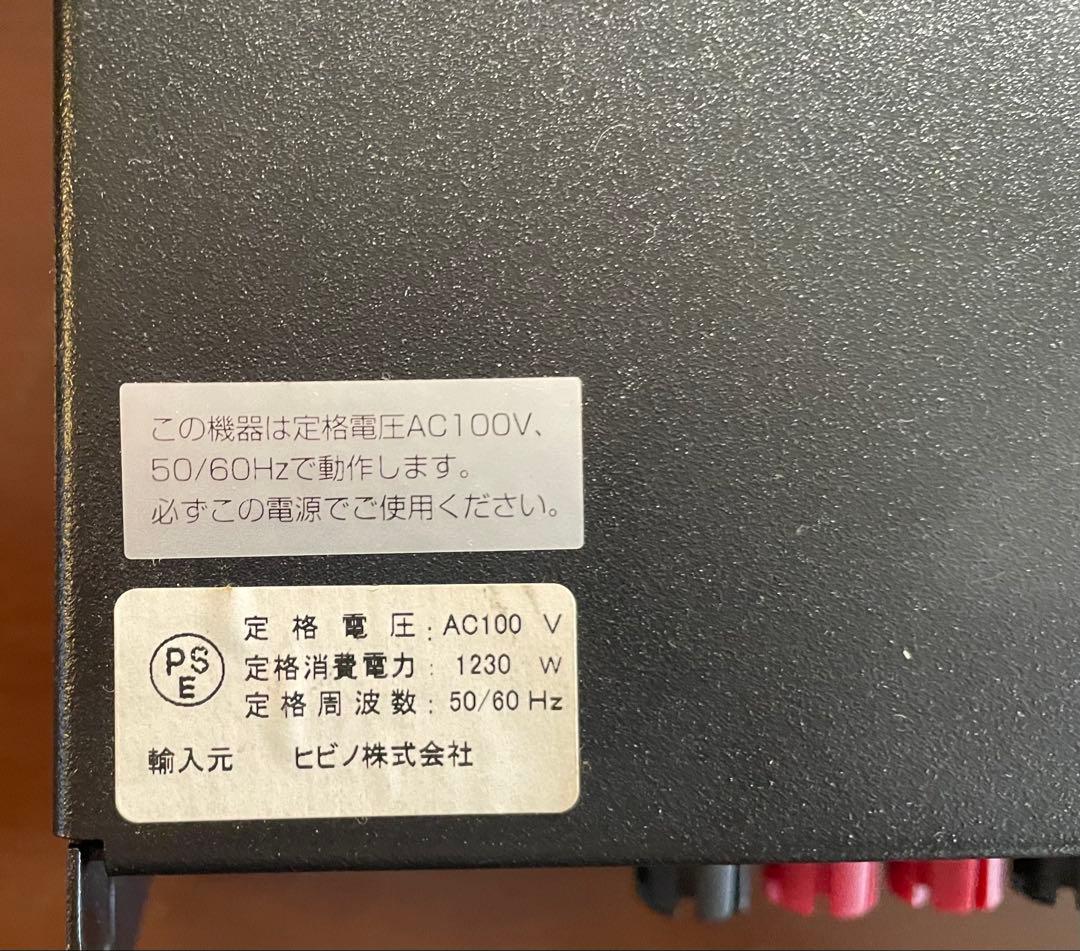 この機器は定格電圧AC100V、
50/60Hzで動作します。
必ずこの電源でご使用ください。
PSE
定格電圧:AC100 V
定格消費電力: 1230 W
定格周波数: 50/60 Hz
輸入元 ヒビノ株式会社